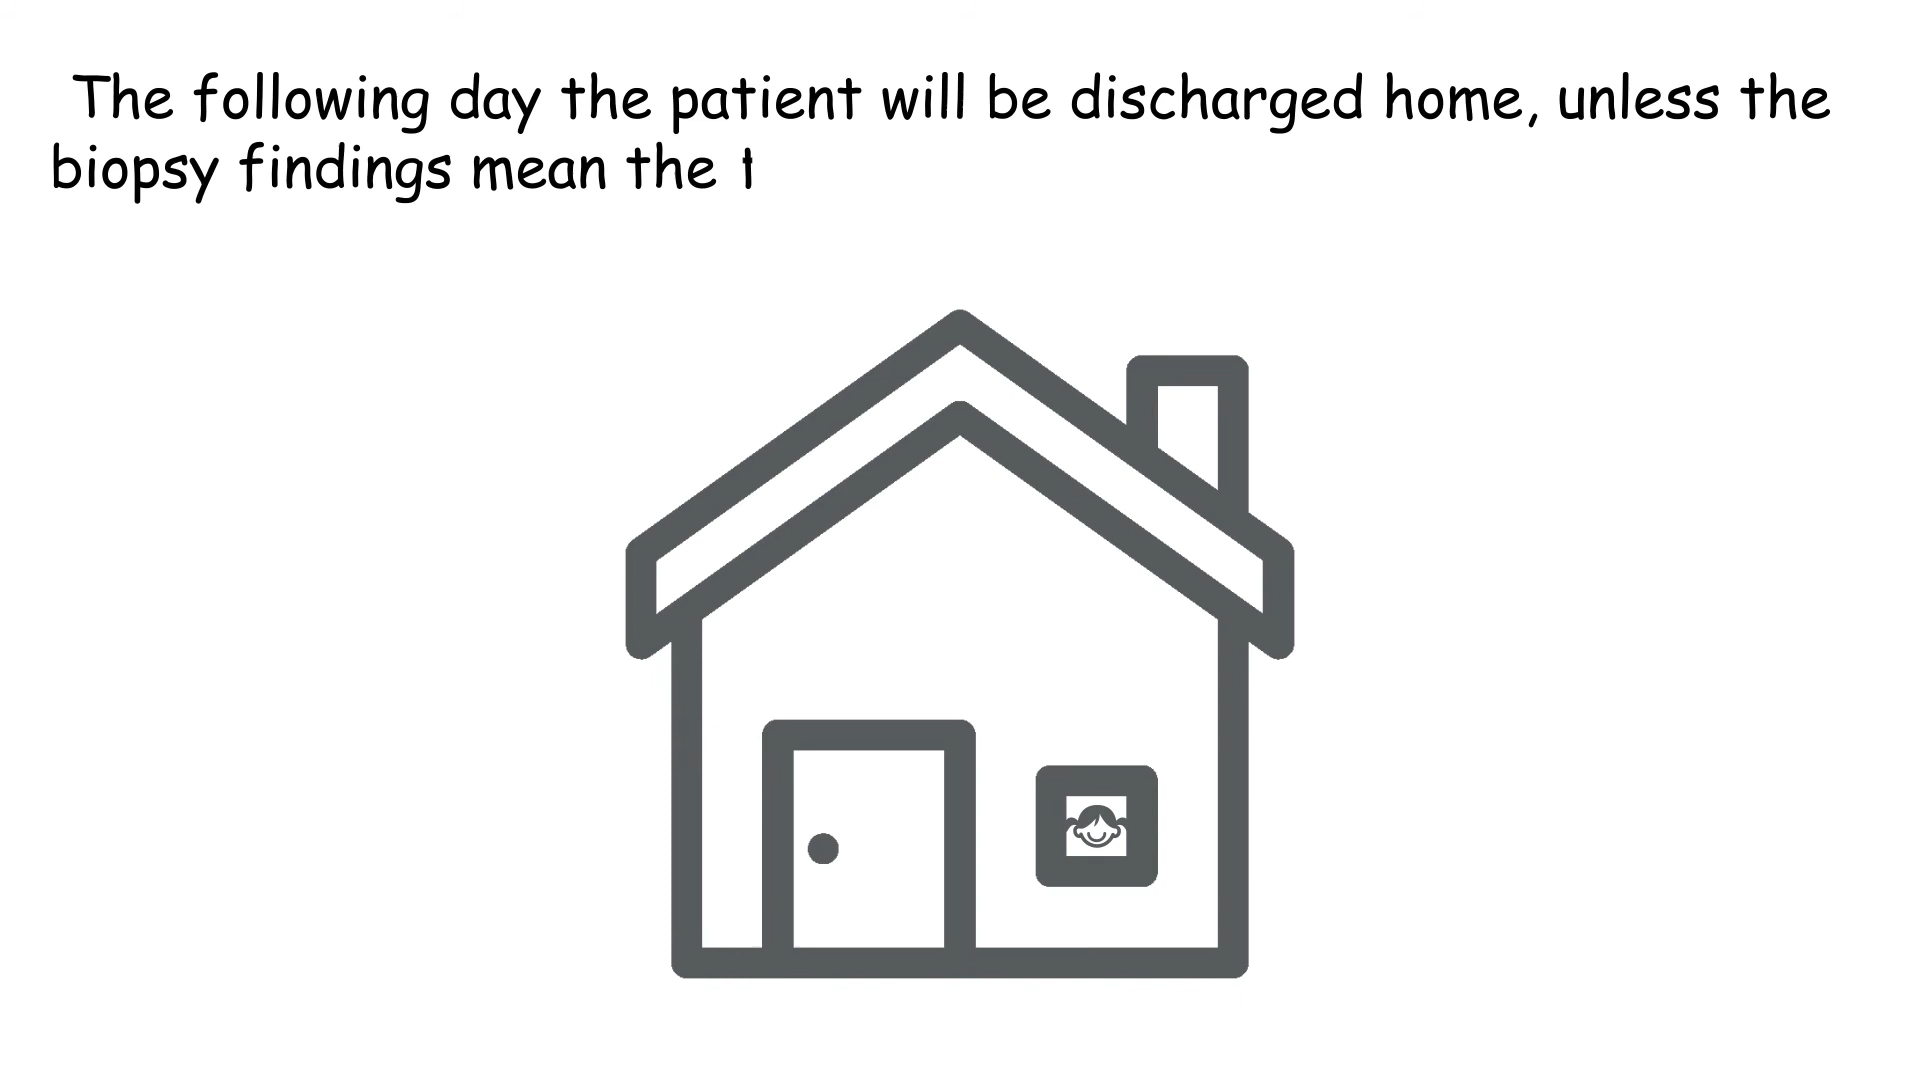 The following day the patient will be discharged home, unless the
biopsy findings mean the